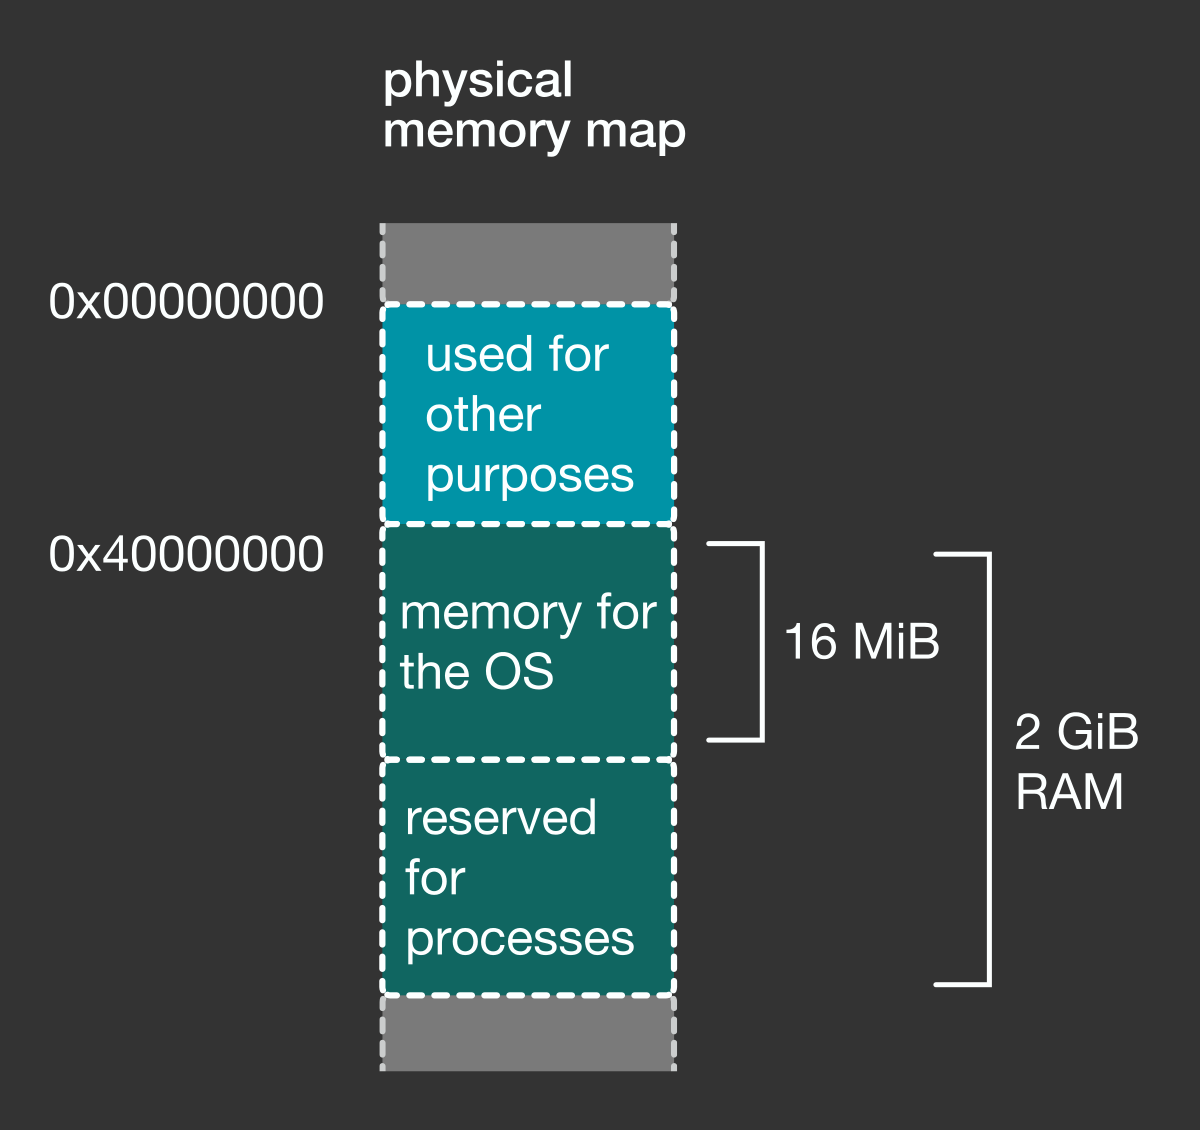 physical
memory map
0x00000000
used for
other
purposes
0x40000000
memory for
the OS
16 MiB
2 GiB
RAM
reserved
for
processes